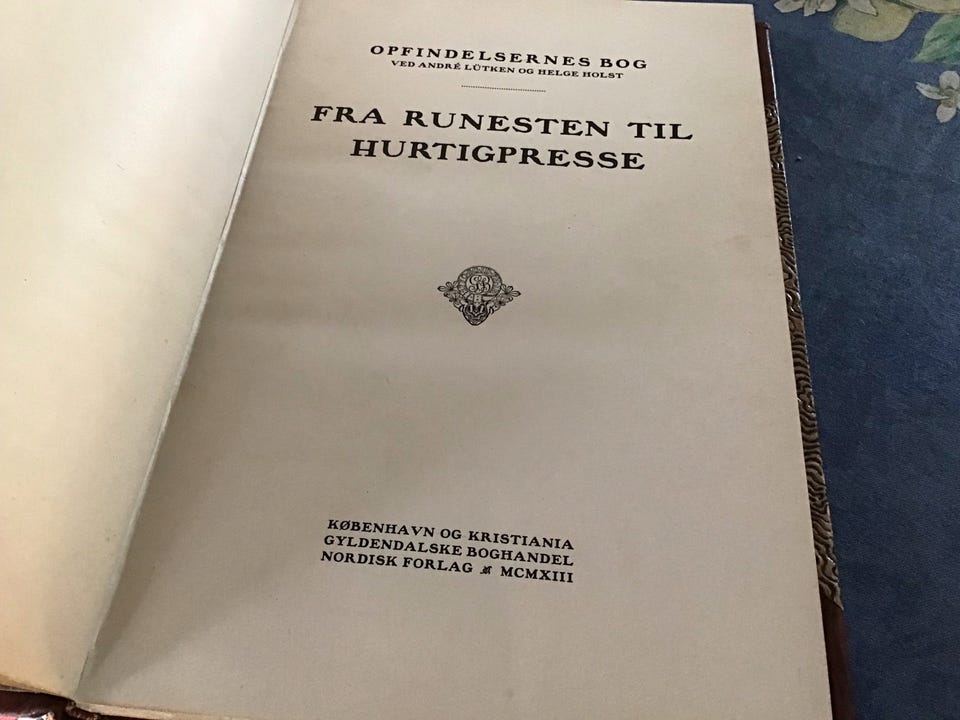 OPFINDELSERNES BOG
VED ANDRÉ LÜTKEN OG HELGE HOLST
FRA RUNESTEN TIL
HURTIGPRESSE
KØBENHAVN OG KRISTIANIA
GYLDENDALSKE BOGHANDEL
NORDISK FORLAG MCMXIII